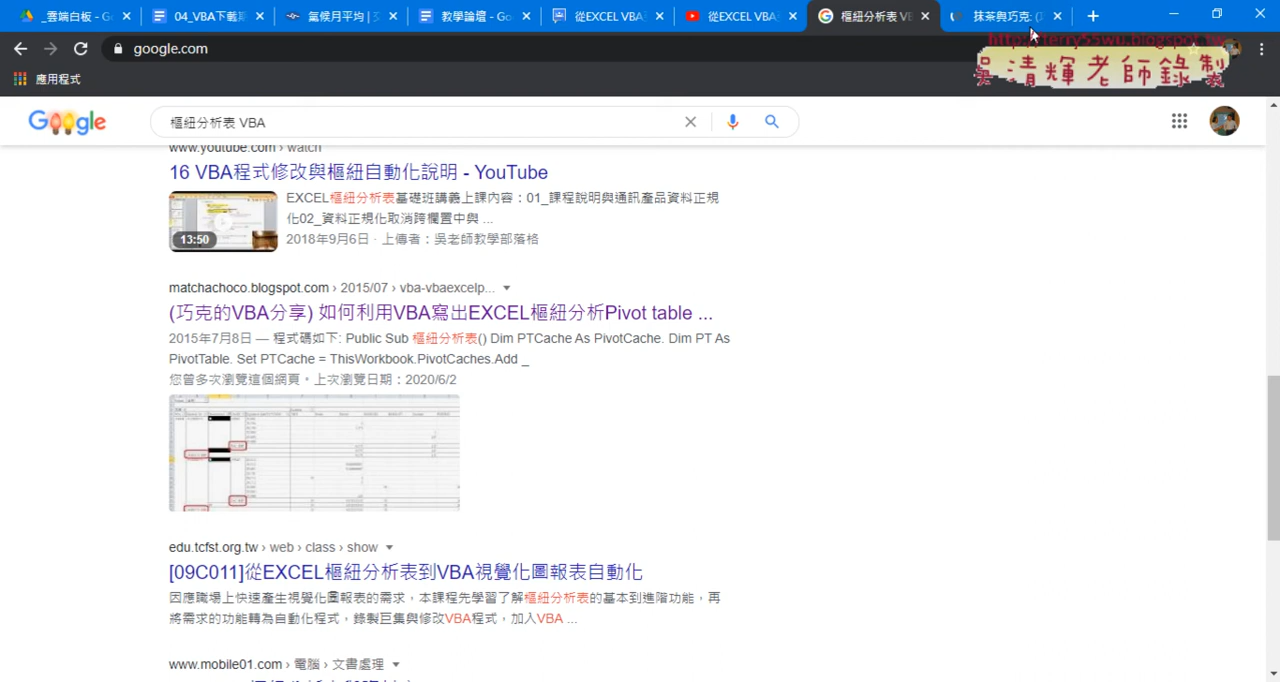 _雲端白板 - Go
04_VBA下載案
氣候月平均 | 交
教學論壇 - Go
從EXCEL VBA
從EXCEL VBA
樞紐分析表 VB
抹茶與巧克: (巧
google.com
http://terry55wu.blogspot.tw
吳清輝老師錄製
應用程式
Google
樞紐分析表 VBA
www.youtube.com › watch
16 VBA程式修改與樞紐自動化說明 - YouTube
EXCEL樞紐分析表基礎班講義上課內容：01_課程說明與通訊產品資料正規
化02_資料正規化取消跨欄置中與 ...
13:50
2018年9月6日 · 上傳者：吳老師教學部落格
matchachoco.blogspot.com › 2015/07 › vba-vbaexcelp...
(巧克的VBA分享) 如何利用VBA寫出EXCEL樞紐分析Pivot table ...
2015年7月8日 — 程式碼如下: Public Sub 樞紐分析表() Dim PTCache As PivotCache. Dim PT As
PivotTable. Set PTCache = ThisWorkbook.PivotCaches.Add _
您曾多次瀏覽這個網頁。上次瀏覽日期：2020/6/2
edu.tcfst.org.tw › web › class › show
[09C011]從EXCEL樞紐分析表到VBA視覺化圖報表自動化
因應職場上快速產生視覺化圖報表的需求，本課程先學習了解樞紐分析表的基本到進階功能，再
將需求的功能轉為自動化程式，錄製巨集與修改VBA程式，加入VBA ...
www.mobile01.com › 電腦 › 文書處理